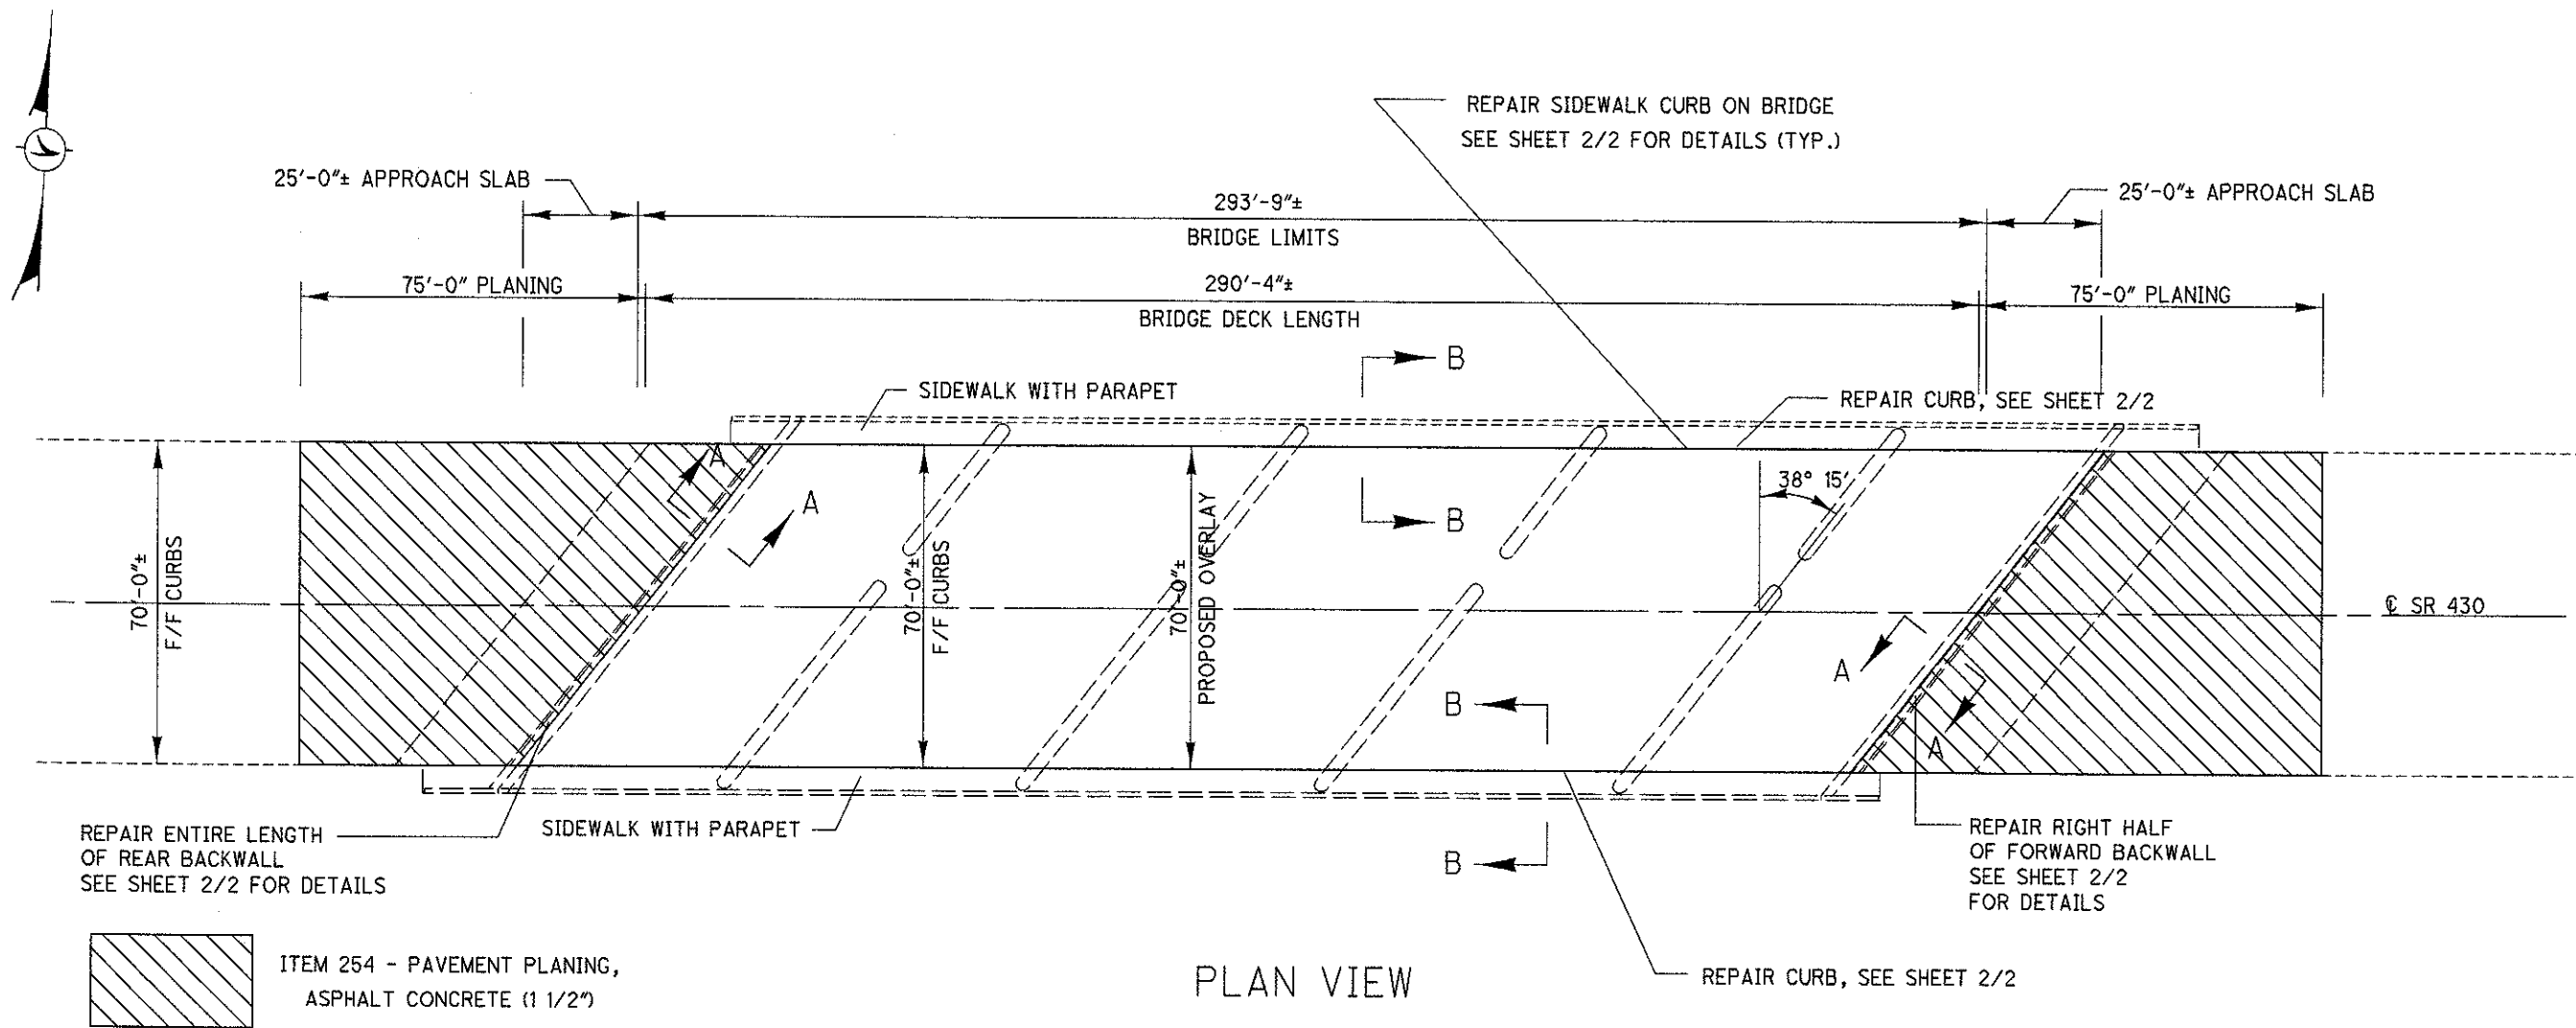 REPAIR SIDEWALK CURB ON BRIDGE
SEE SHEET 2/2 FOR DETAILS (TYP.)
25'-0"± APPROACH SLAB
293'-9"±
BRIDGE LIMITS
25'-0"± APPROACH SLAB
75'-0" PLANING
290'-4"±
BRIDGE DECK LENGTH
75'-0" PLANING
B
SIDEWALK WITH PARAPET
REPAIR CURB, SEE SHEET 2/2
A
A
B
38° 15'
70'-0"±
F/F CURBS
70'-0"±
F/F CURBS
70'-0"±
PROPOSED OVERLAY
℄ SR 430
A
A
B
B
REPAIR ENTIRE LENGTH
OF REAR BACKWALL
SEE SHEET 2/2 FOR DETAILS
SIDEWALK WITH PARAPET
REPAIR RIGHT HALF
OF FORWARD BACKWALL
SEE SHEET 2/2
FOR DETAILS
ITEM 254 - PAVEMENT PLANING,
ASPHALT CONCRETE (1 1/2")
PLAN VIEW
REPAIR CURB, SEE SHEET 2/2